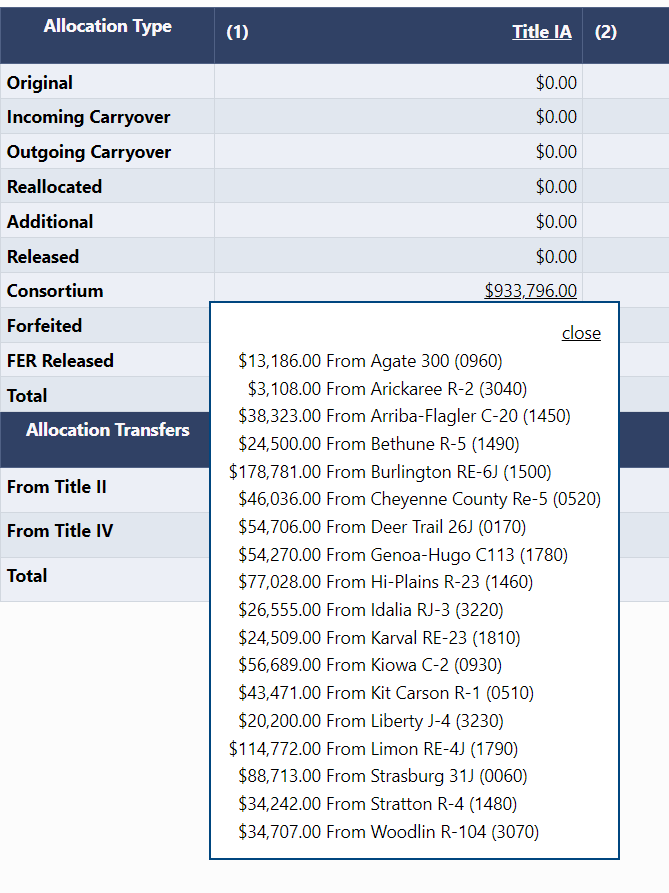 Allocation Type (1) Title IA (2)
Original $0.00
Incoming Carryover $0.00
Outgoing Carryover $0.00
Reallocated $0.00
Additional $0.00
Released $0.00
Consortium $933,796.00
Forfeited
FER Released
Total
Allocation Transfers
From Title II
From Title IV
Total
close
$13,186.00 From Agate 300 (0960)
$3,108.00 From Arickaree R-2 (3040)
$38,323.00 From Arriba-Flagler C-20 (1450)
$24,500.00 From Bethune R-5 (1490)
$178,781.00 From Burlington RE-6J (1500)
$46,036.00 From Cheyenne County Re-5 (0520)
$54,706.00 From Deer Trail 26J (0170)
$54,270.00 From Genoa-Hugo C113 (1780)
$77,028.00 From Hi-Plains R-23 (1460)
$26,555.00 From Idalia RJ-3 (3220)
$24,509.00 From Karval RE-23 (1810)
$56,689.00 From Kiowa C-2 (0930)
$43,471.00 From Kit Carson R-1 (0510)
$20,200.00 From Liberty J-4 (3230)
$114,772.00 From Limon RE-4J (1790)
$88,713.00 From Strasburg 31J (0060)
$34,242.00 From Stratton R-4 (1480)
$34,707.00 From Woodlin R-104 (3070)